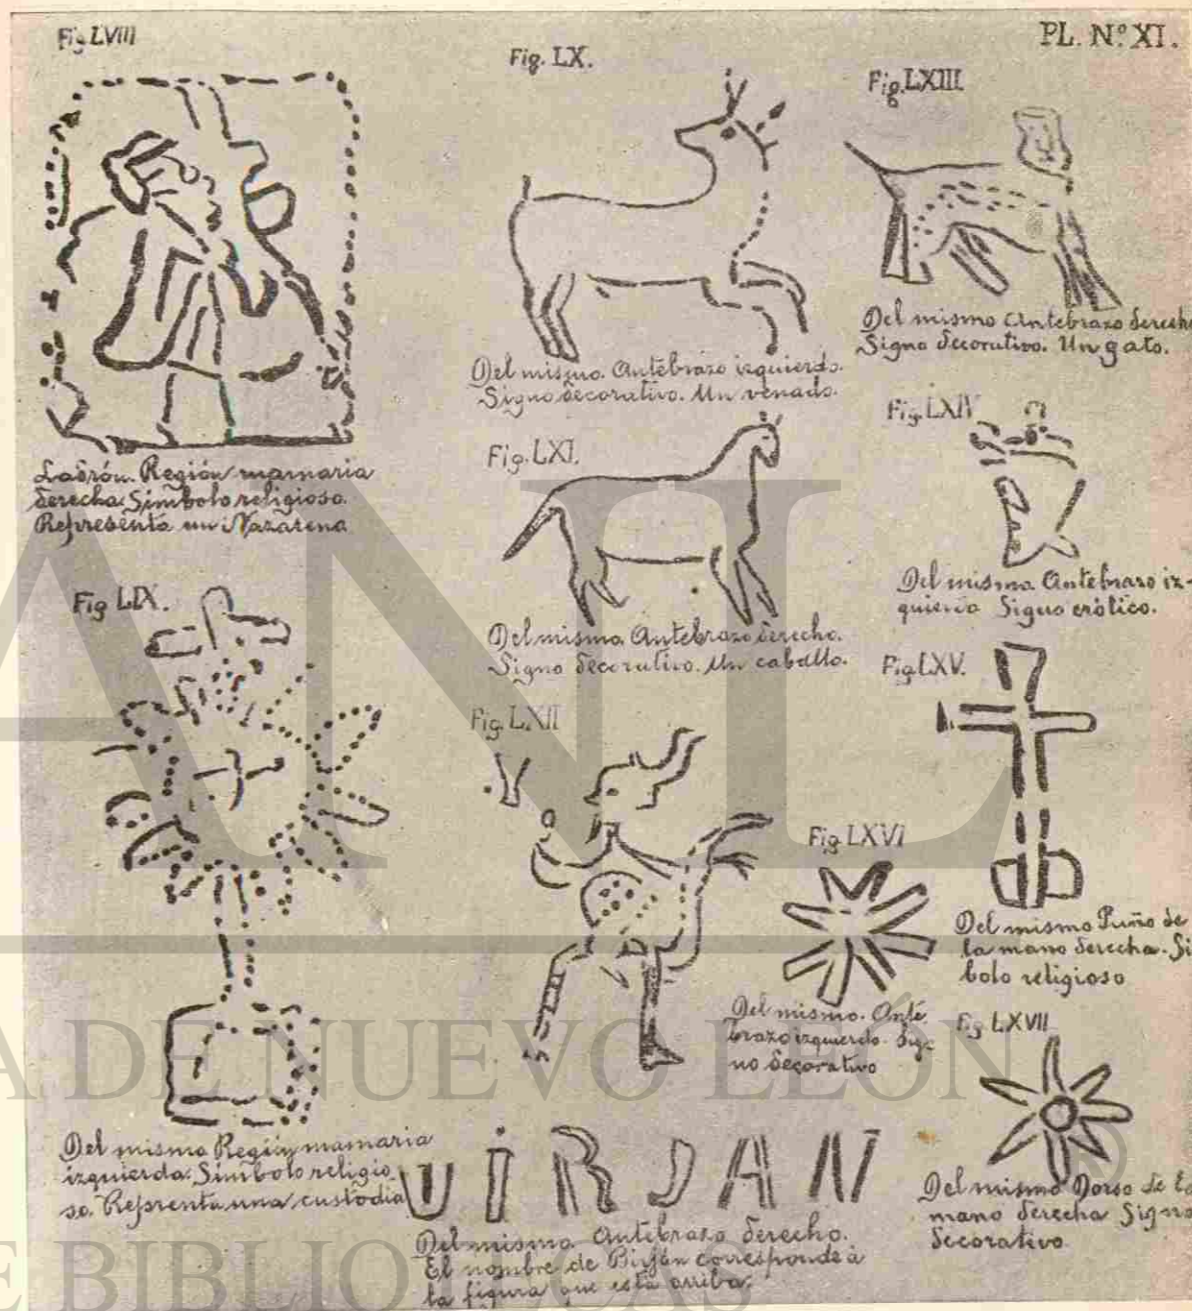 PL. Nº XI.
Fig. LVIII
Ladrón. Región mamaria
derecha. Símbolo religioso.
Representa un Nazareno
Fig. LIX.
Del mismo Región mamaria
izquierda. Símbolo religio-
so. Representa una custodia
Fig. LX.
Del mismo. Antebrazo izquierdo.
Signo decorativo. Un venado.
Fig. LXI.
Del mismo. Antebrazo derecho.
Signo decorativo. Un caballo.
Fig. LXII
UIRJAN
Del mismo Antebrazo derecho.
El nombre de Birján corresponde á
la figura que está arriba.
Fig. LXIII
Del mismo Antebrazo derecho
Signo decorativo. Un gato.
Fig. LXIV
Del mismo Antebrazo iz-
quierdo Signo erótico.
Fig. LXV.
Del mismo Puño de
la mano derecha. Sí
bolo religioso
Fig. LXVI
Del mismo. Ante
brazo izquierdo. Sig-
no decorativo
Fig. LXVII
Del mismo Dorso de la
mano derecha Signo
decorativo
ANL
A DE NUEVO LEÓN
®
E BIBLIOTECAS